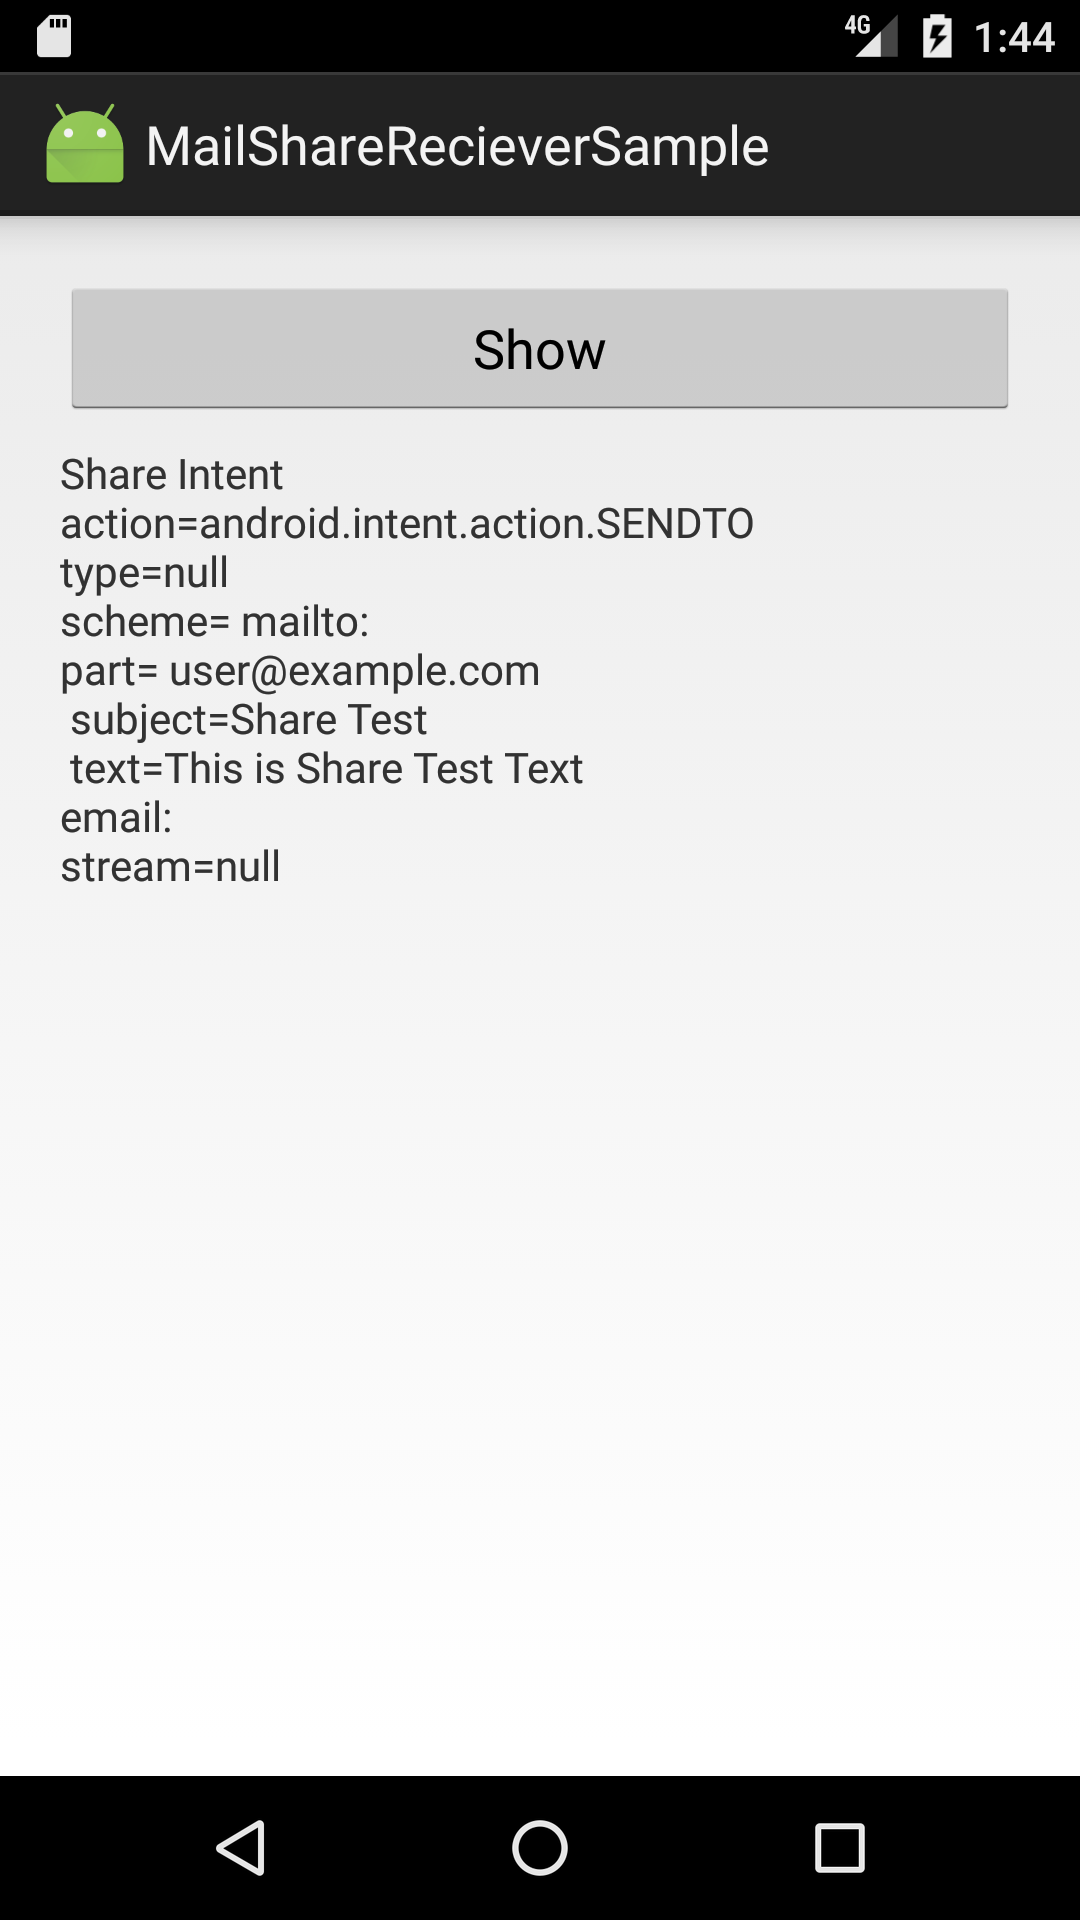 4G 1:44
MailShareRecieverSample
Show
Share Intent
action=android.intent.action.SENDTO
type=null
scheme= mailto:
part= user@example.com
subject=Share Test
text=This is Share Test Text
email:
stream=null